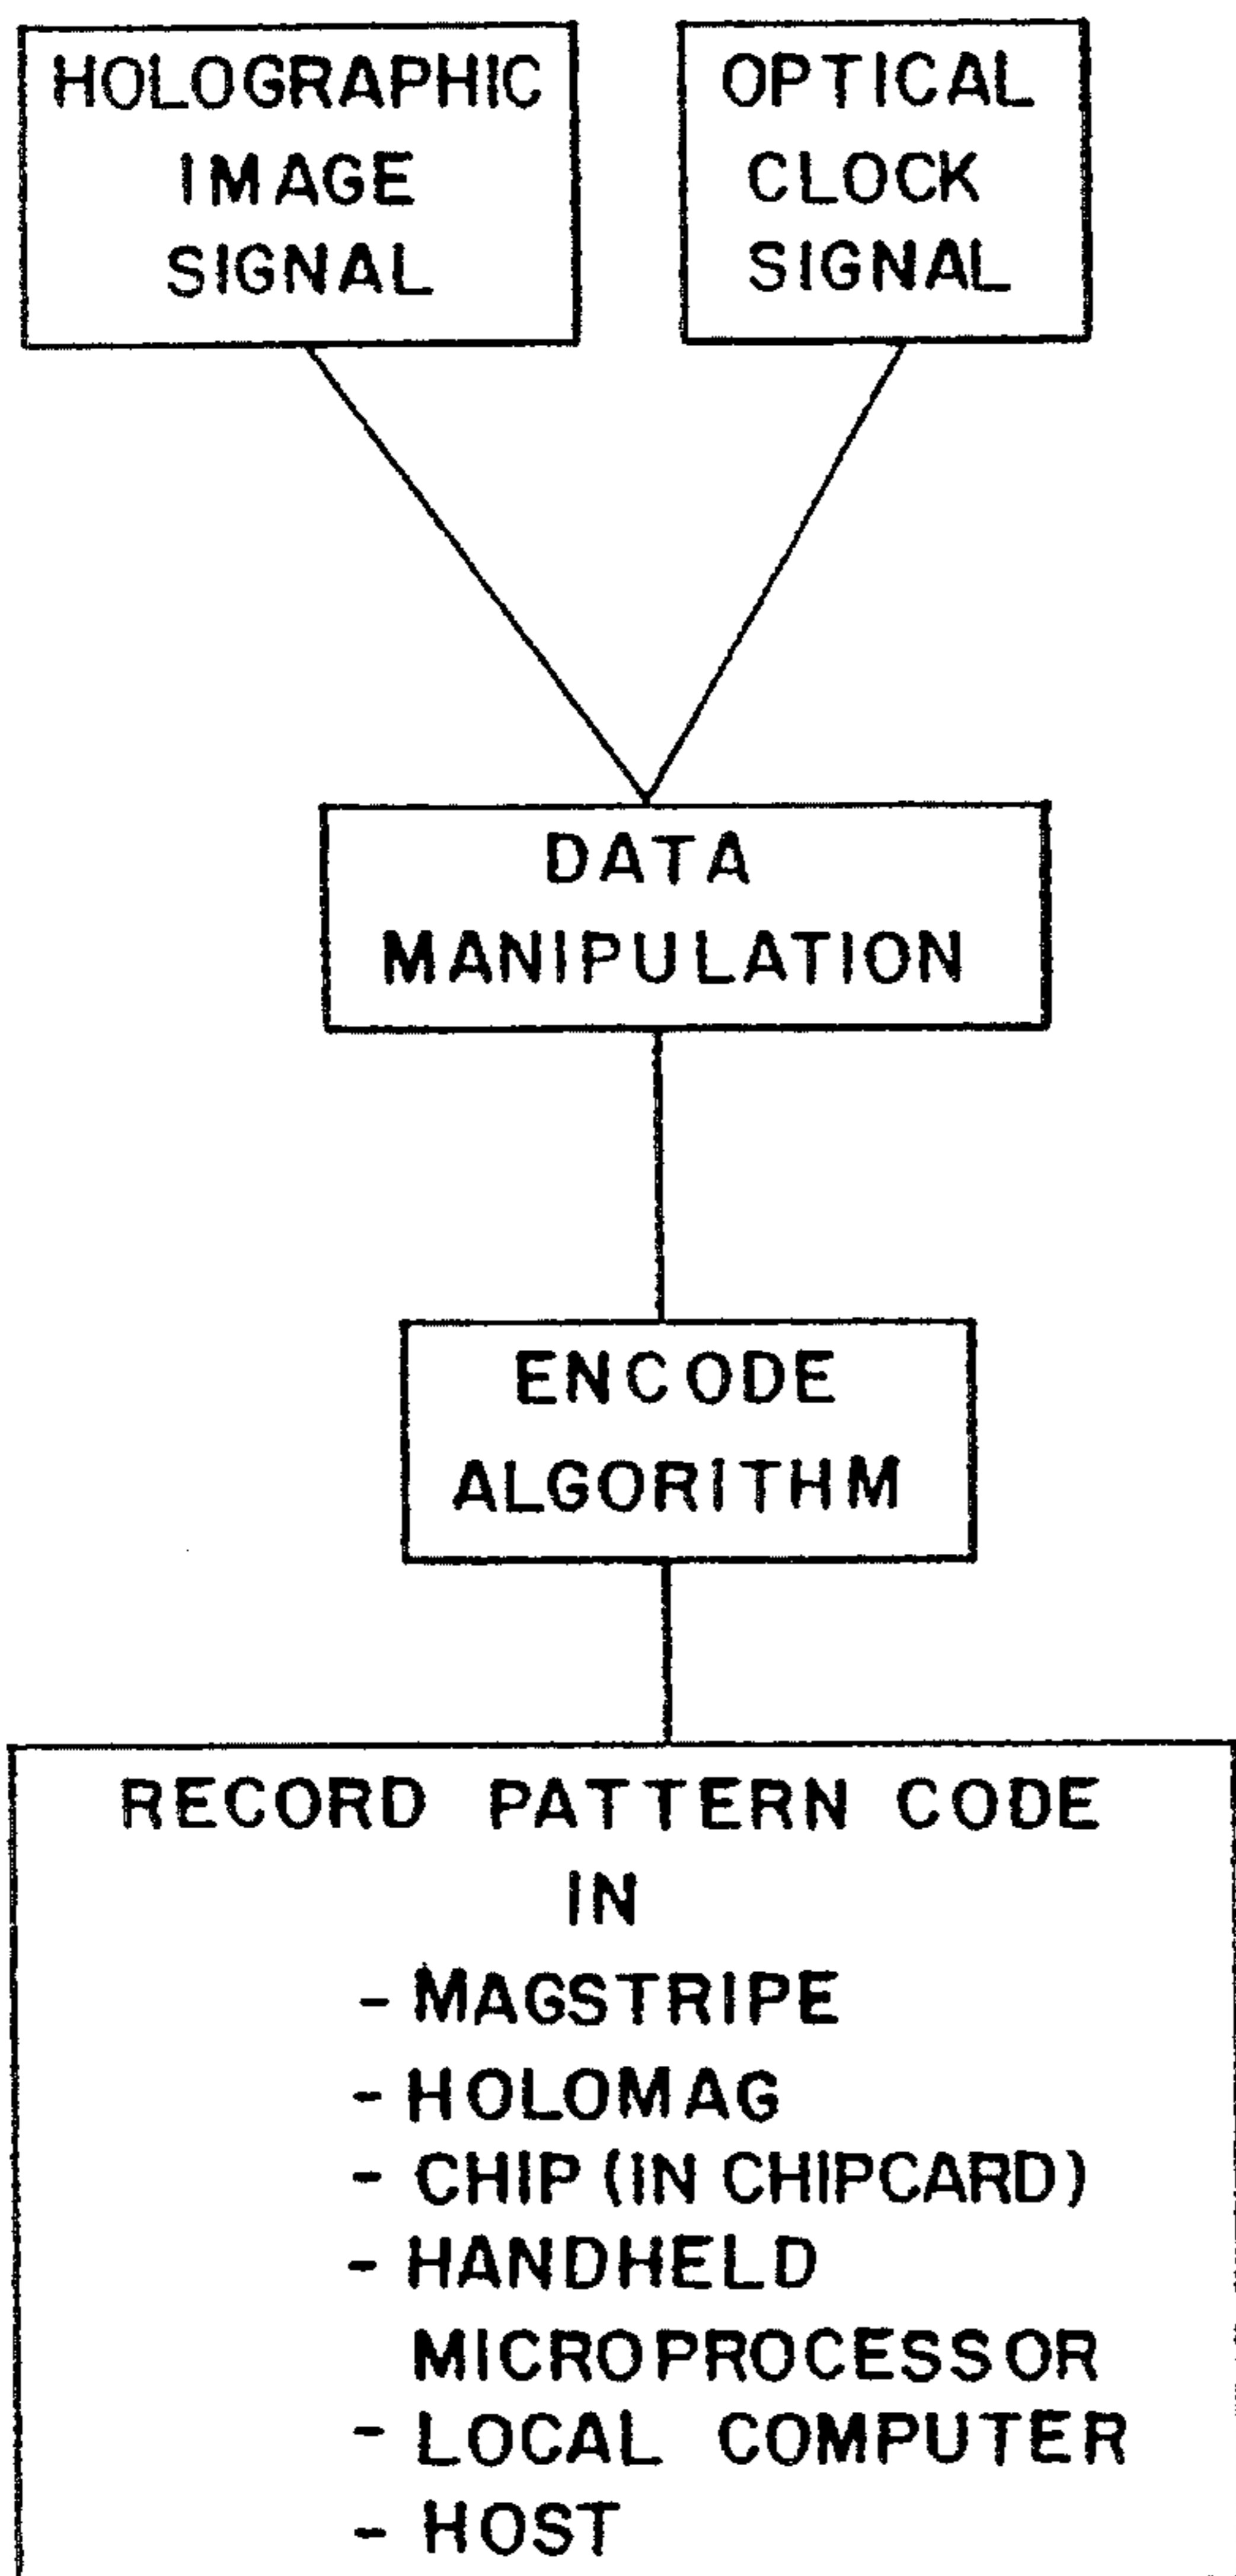 HOLOGRAPHIC
IMAGE
SIGNAL
OPTICAL
CLOCK
SIGNAL
DATA
MANIPULATION
ENCODE
ALGORITHM
RECORD PATTERN CODE
IN
- MAGSTRIPE
- HOLOMAG
- CHIP (IN CHIPCARD)
- HANDHELD
MICROPROCESSOR
- LOCAL COMPUTER
- HOST